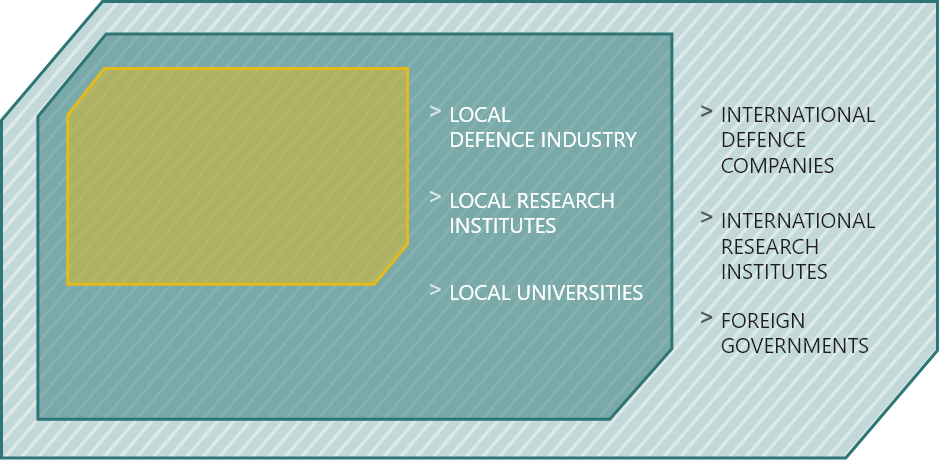 > LOCAL
DEFENCE INDUSTRY
> LOCAL RESEARCH
INSTITUTES
> LOCAL UNIVERSITIES
> INTERNATIONAL
DEFENCE
COMPANIES
> INTERNATIONAL
RESEARCH
INSTITUTES
> FOREIGN
GOVERNMENTS